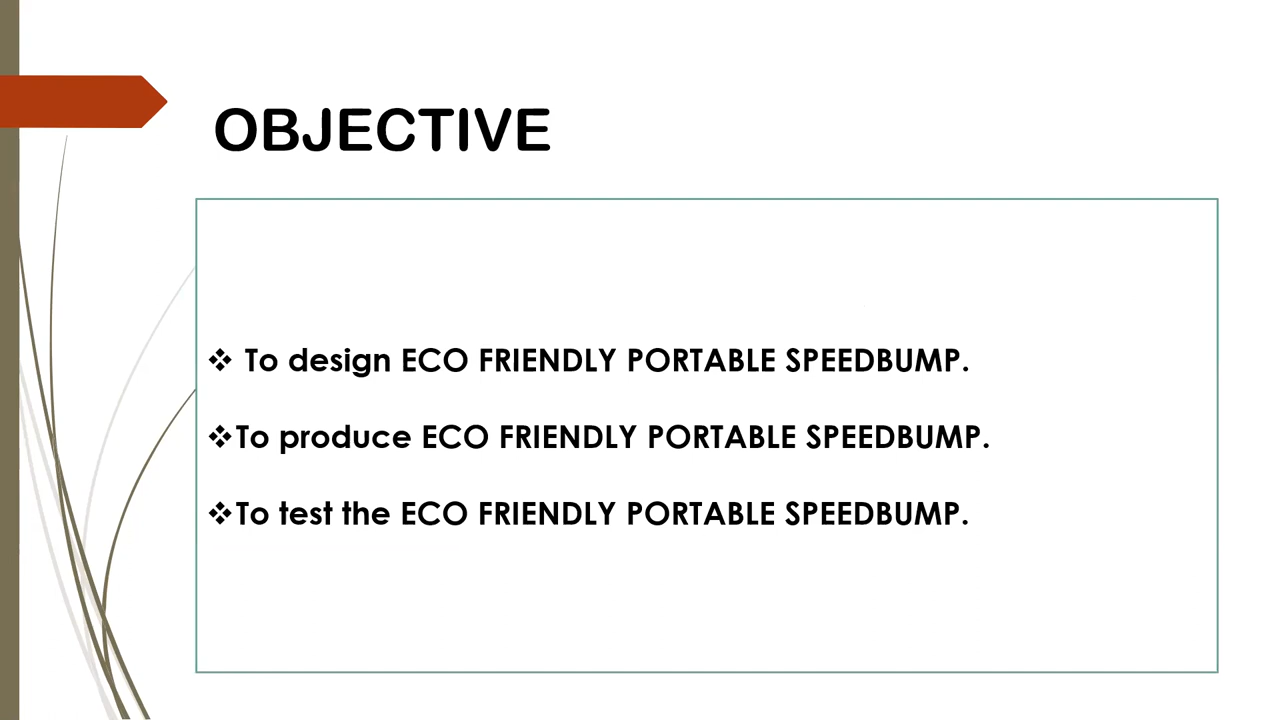 OBJECTIVE
❖ To design ECO FRIENDLY PORTABLE SPEEDBUMP.
❖To produce ECO FRIENDLY PORTABLE SPEEDBUMP.
❖To test the ECO FRIENDLY PORTABLE SPEEDBUMP.